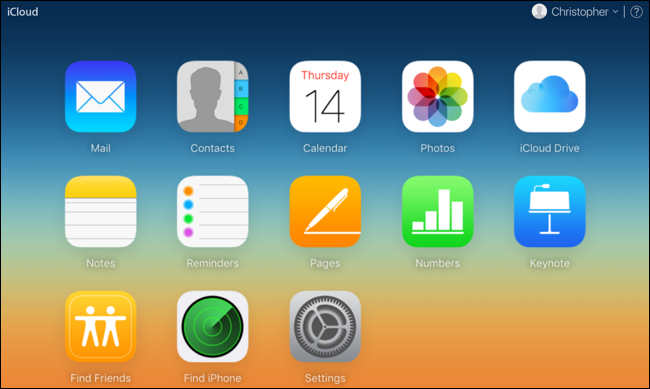 iCloud
Christopher
?
Thursday
14
A
B
C
D
Mail
Contacts
Calendar
Photos
iCloud Drive
Notes
Reminders
Pages
Numbers
Keynote
Find Friends
Find iPhone
Settings